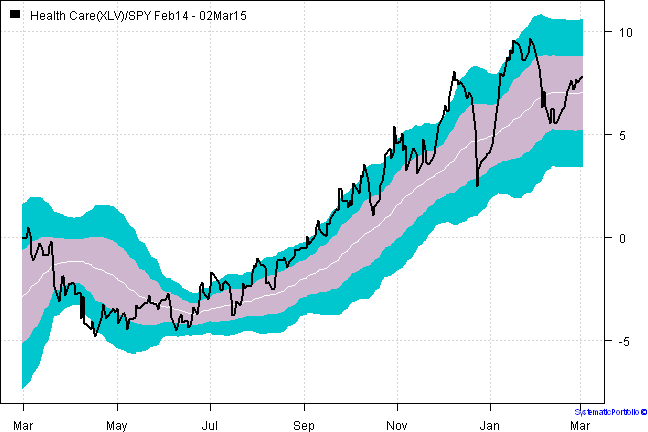 Health Care(XLV)/SPY Feb14 - 02Mar15
10
5
0
-5
Mar May Jul Sep Nov Jan Mar
SystematicPortfolio ©